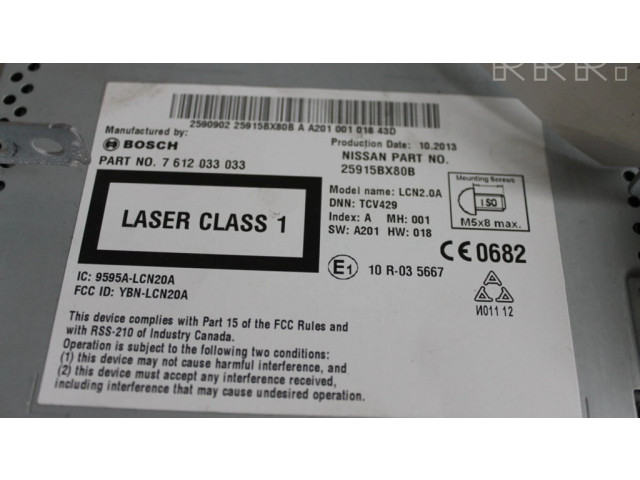 RRR.
2590902 25915BX80B A A201 001 018 43D
Manufactured by:
BOSCH
PART NO. 7 612 033 033
Production Date: 10.2013
NISSAN PART NO.
25915BX80B
LASER CLASS 1
Model name: LCN2.0A
DNN: TCV429
Index: A MH: 001
SW: A201 HW: 018
Mounting Screws
ISO
M5x8 max.
CE 0682
E1 10 R-03 5667
И011 12
IC: 9595A-LCN20A
FCC ID: YBN-LCN20A
This device complies with Part 15 of the FCC Rules and
with RSS-210 of Industry Canada.
Operation is subject to the following two conditions:
(1) this device may not cause harmful interference, and
(2) this device must accept any interference received,
including interference that may cause undesired operation.